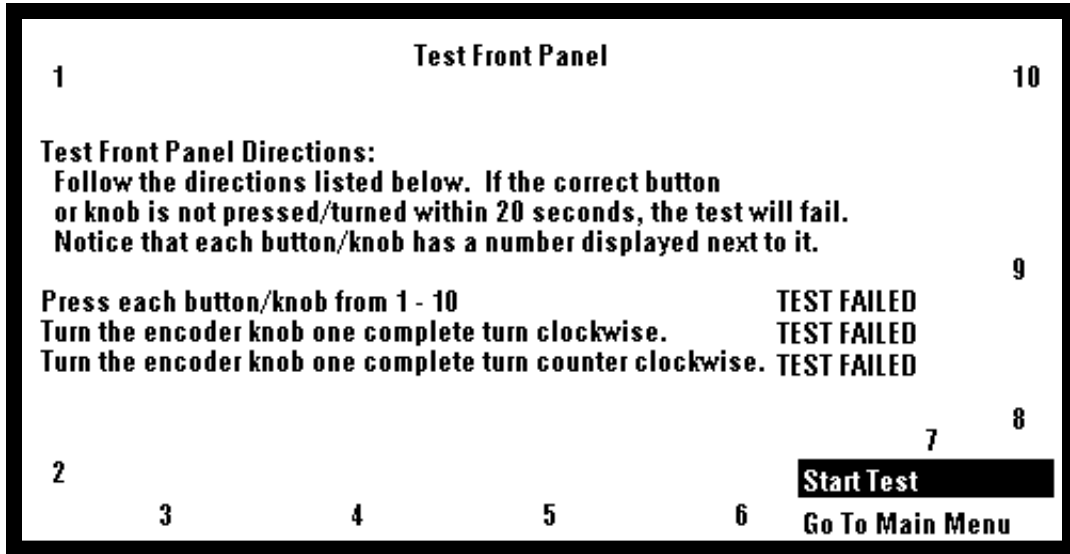 Test Front Panel
1
10
Test Front Panel Directions:
Follow the directions listed below. If the correct button
or knob is not pressed/turned within 20 seconds, the test will fail.
Notice that each button/knob has a number displayed next to it.
9
Press each button/knob from 1 - 10 TEST FAILED
Turn the encoder knob one complete turn clockwise. TEST FAILED
Turn the encoder knob one complete turn counter clockwise. TEST FAILED
8
7
2
Start Test
3 4 5 6
Go To Main Menu